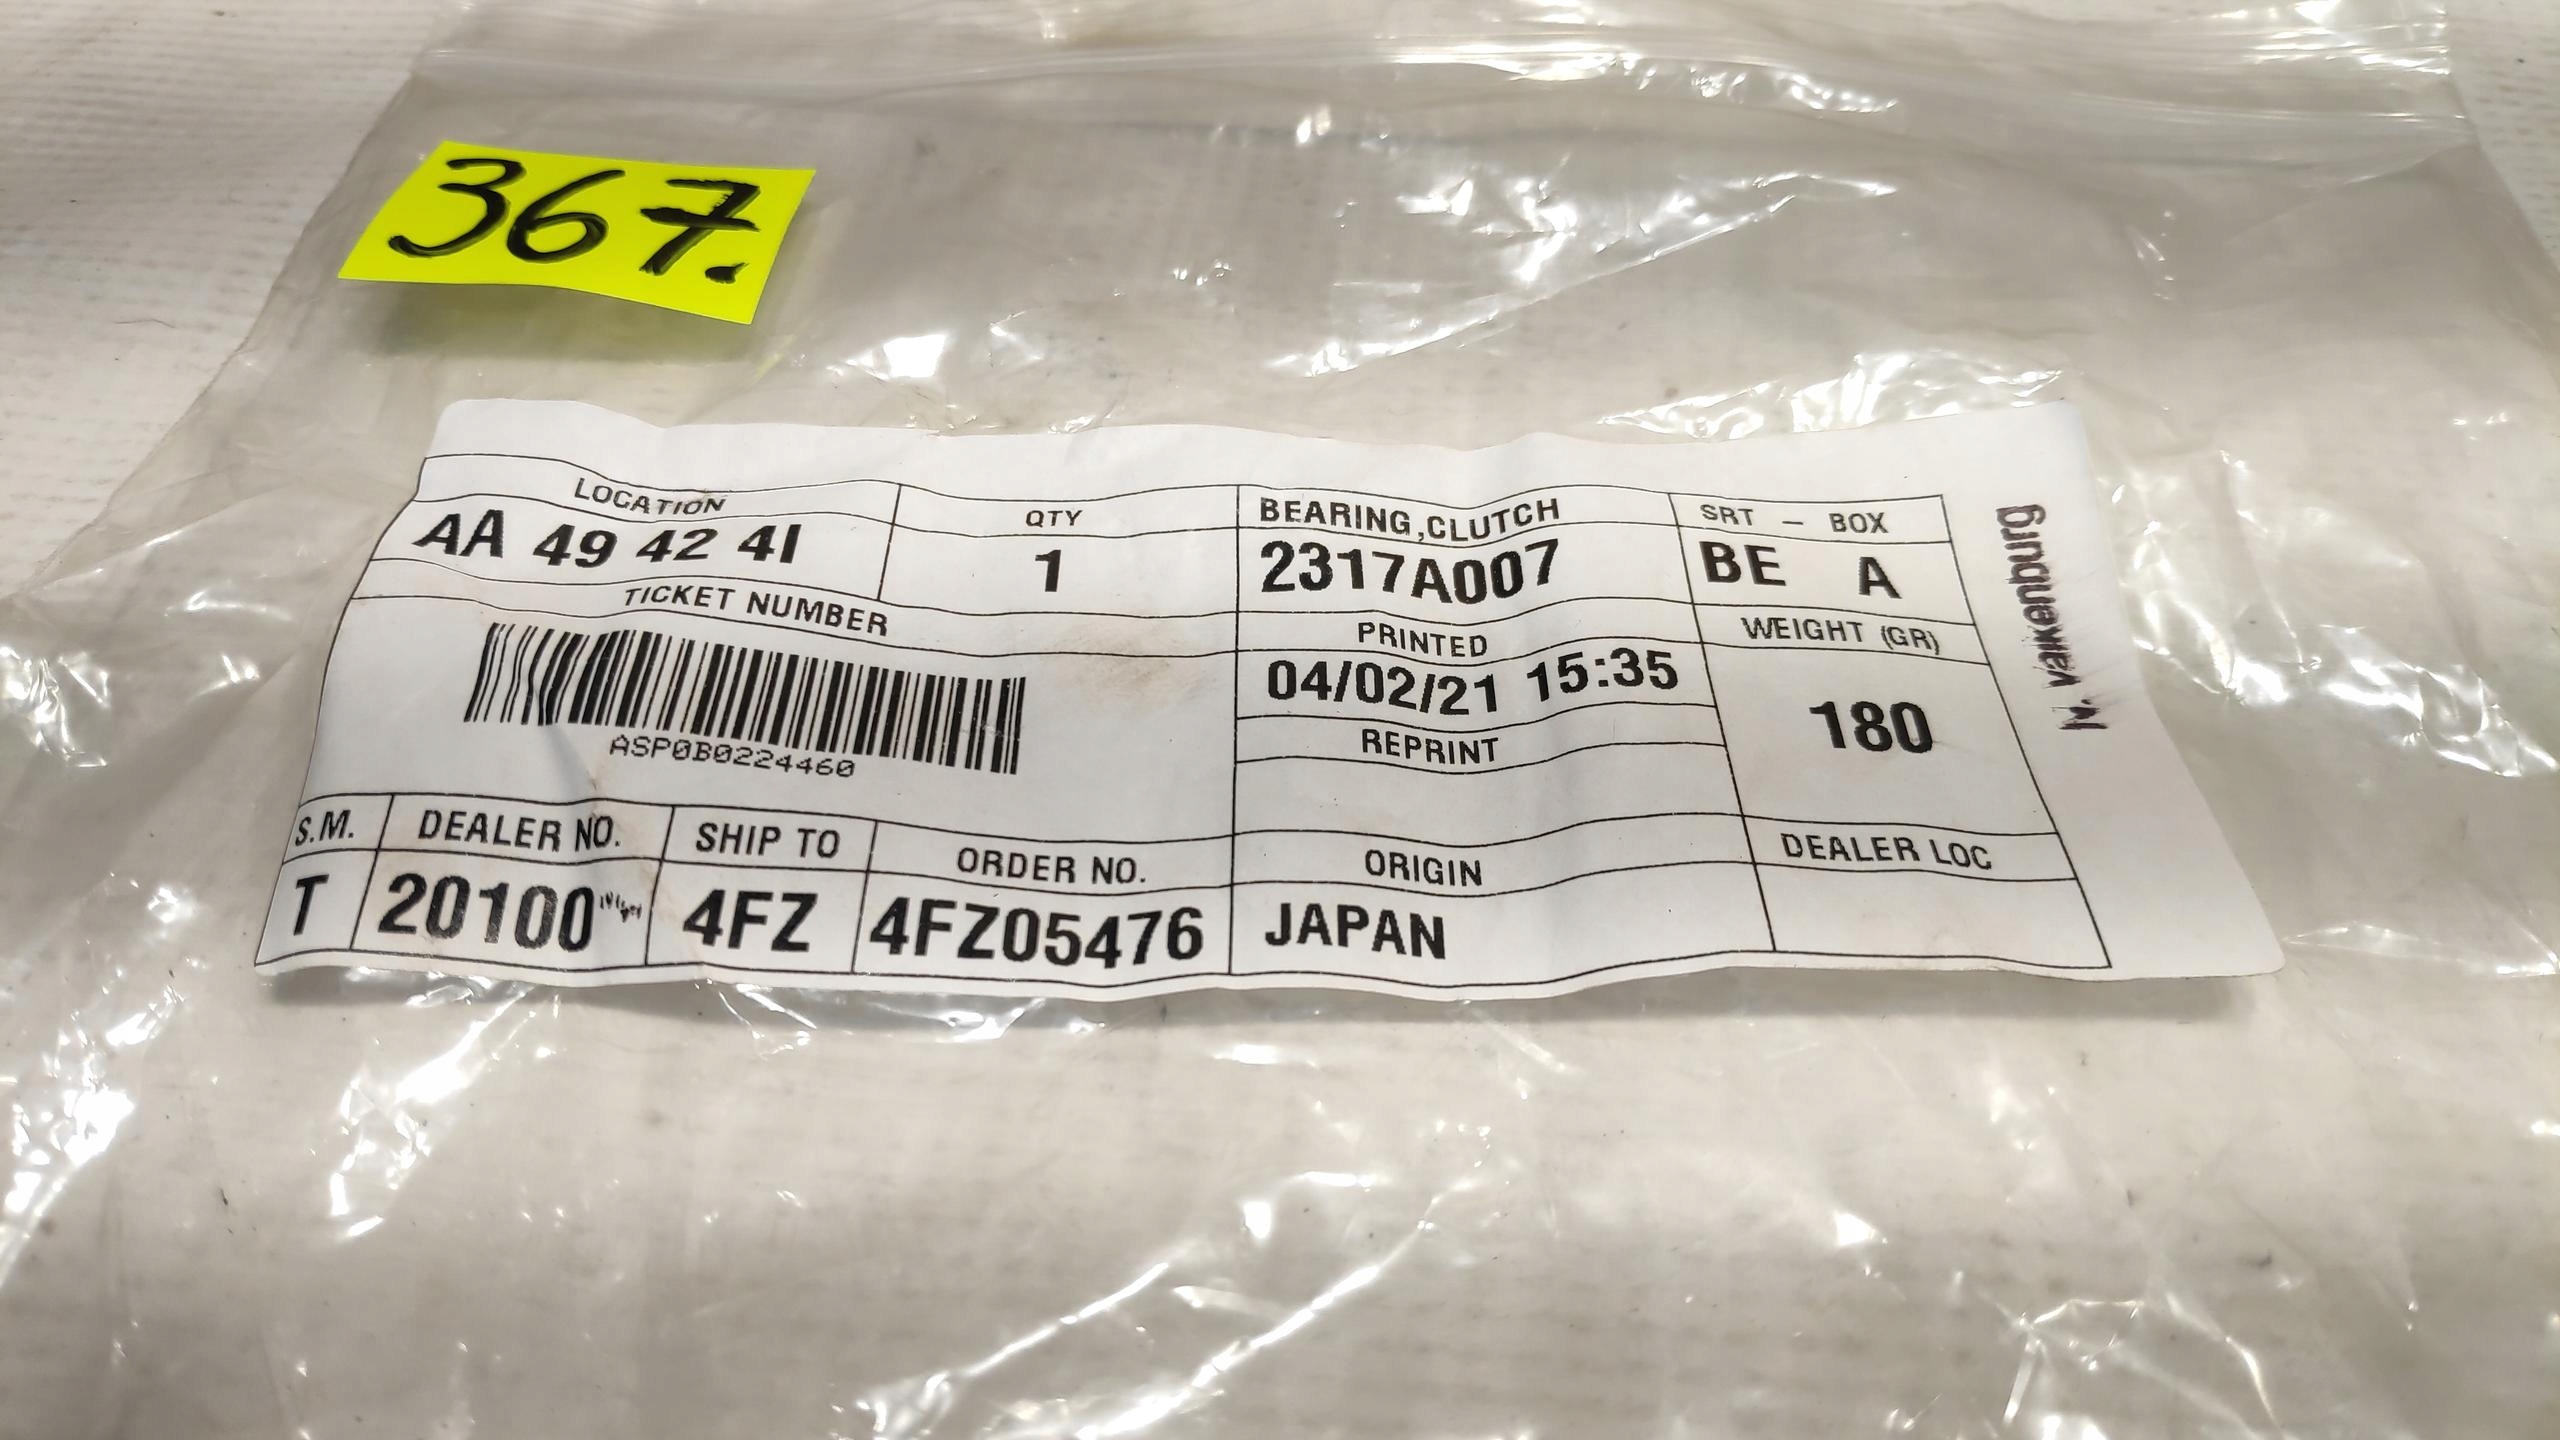 367.
LOCATION
AA 49 42 41
QTY
1
BEARING,CLUTCH
2317A007
SRT - BOX
BE A
TICKET NUMBER
ASP0B0224460
PRINTED
04/02/21 15:35
REPRINT
WEIGHT (GR)
180
S.M.
T
DEALER NO.
20100
SHIP TO
4FZ
ORDER NO.
4FZ05476
ORIGIN
JAPAN
DEALER LOC
N. Valkenburg